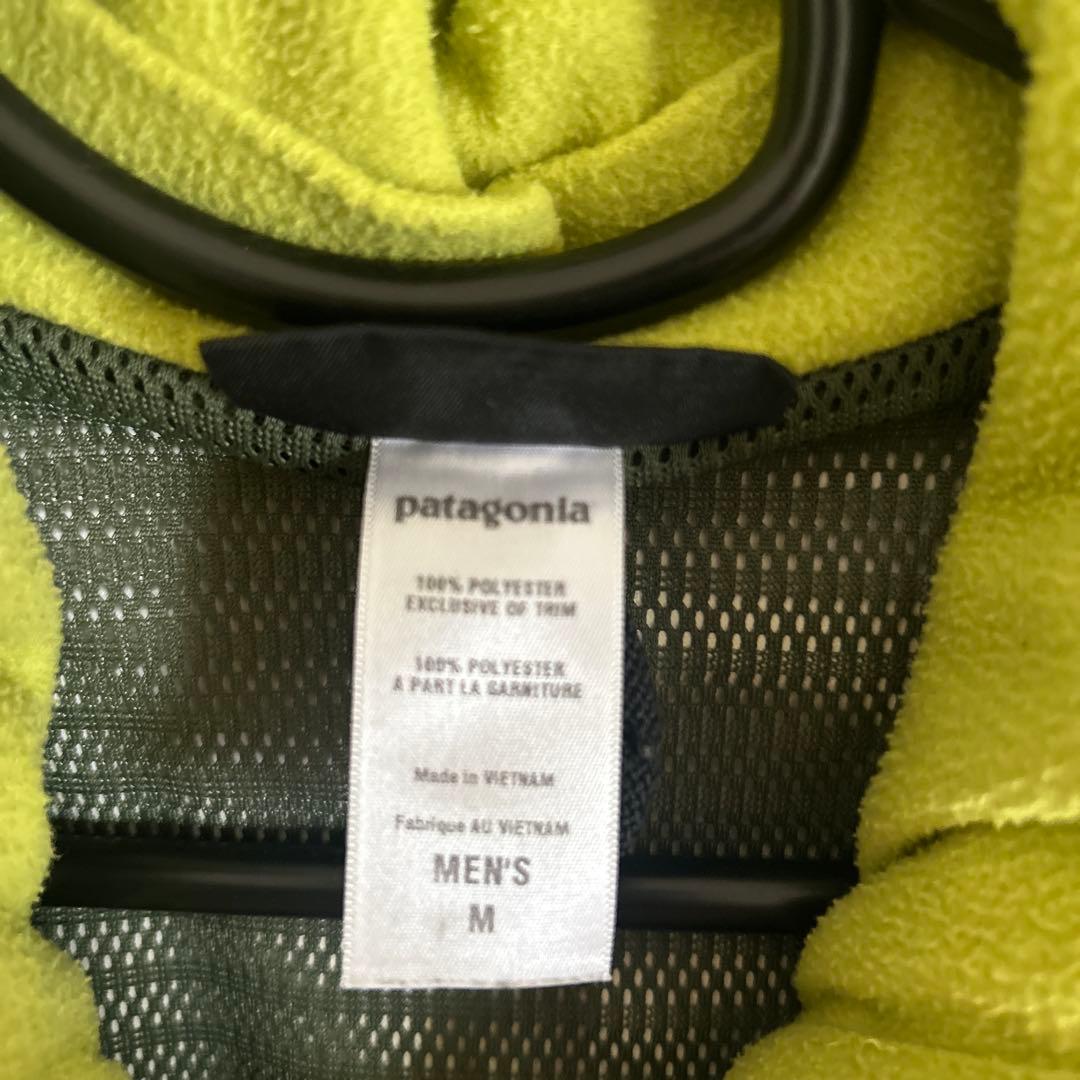 patagonia
100% POLYESTER
EXCLUSIVE OF TRIM
100% POLYESTER
À PART LA GARNITURE
Made in VIETNAM
Fabriqué AU VIETNAM
MEN'S
M